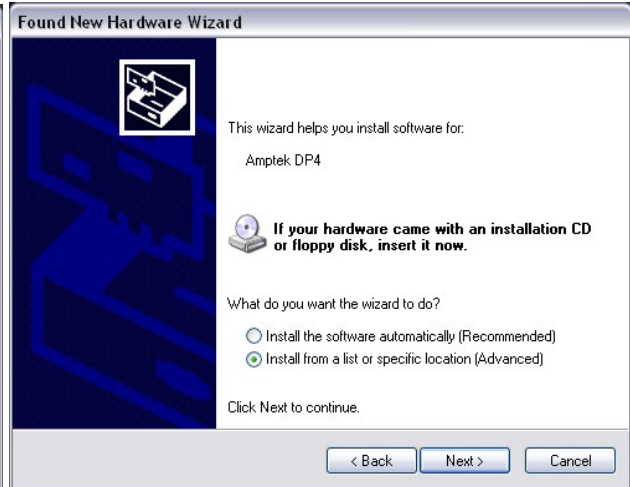 Found New Hardware Wizard
This wizard helps you install software for:
Amptek DP4
If your hardware came with an installation CD
or floppy disk, insert it now.
What do you want the wizard to do?
Install the software automatically (Recommended)
Install from a list or specific location (Advanced)
Click Next to continue.
< Back
Next >
Cancel